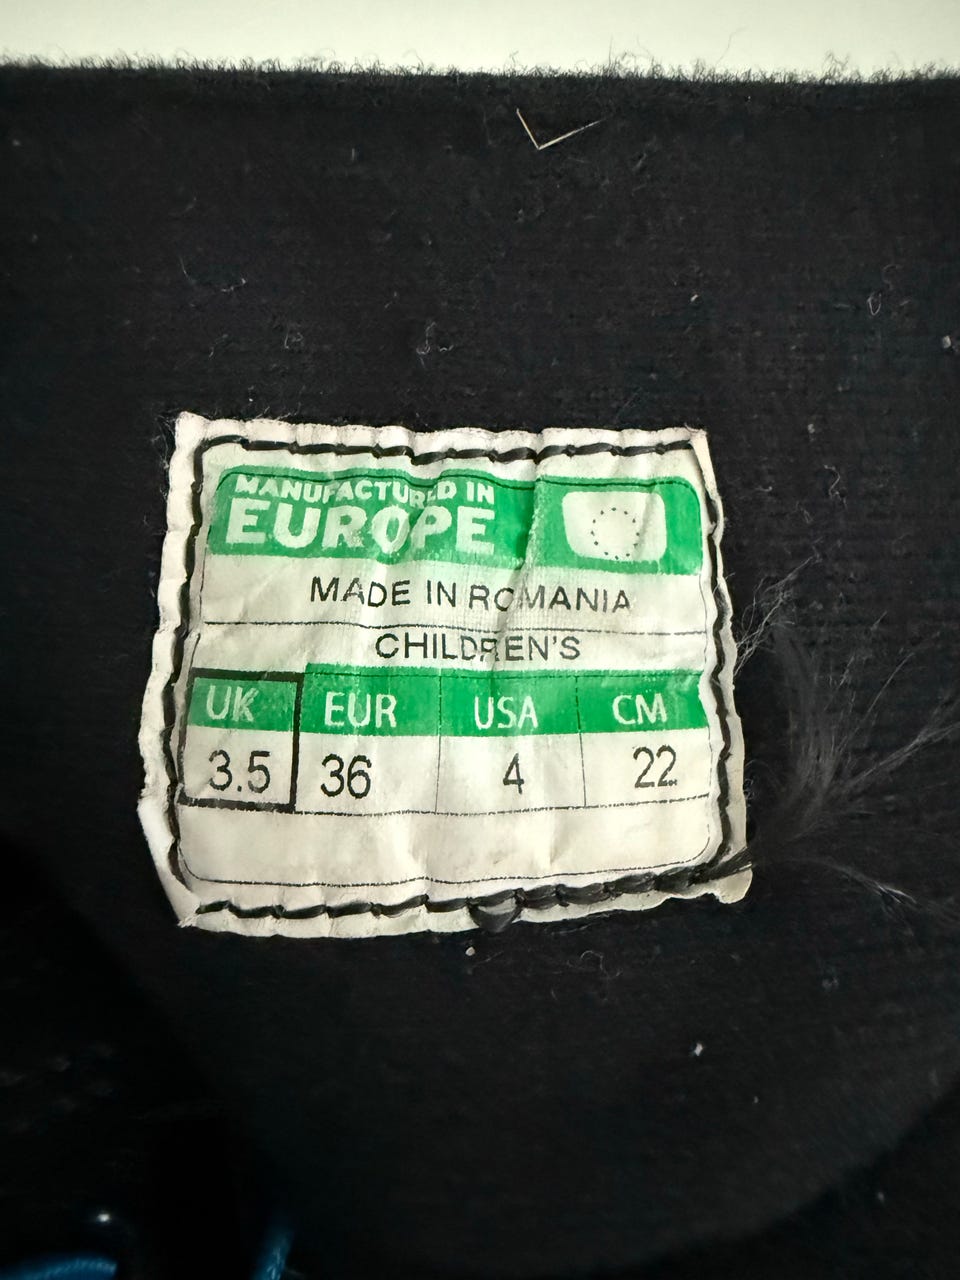 MANUFACTURED IN
EUROPE
MADE IN ROMANIA
CHILDREN'S
UK EUR USA CM
3.5 36 4 22